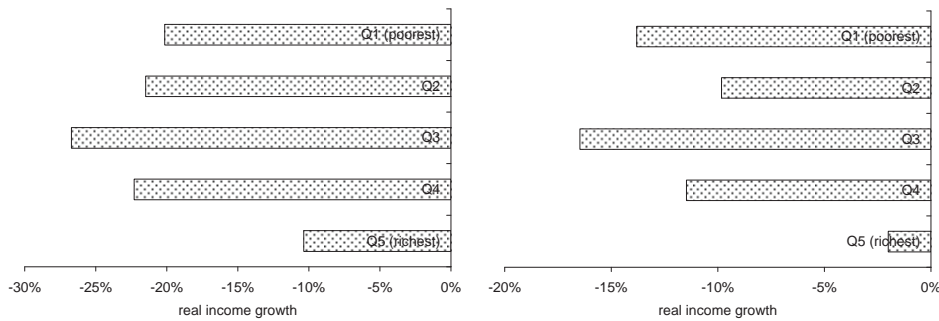 Q1 (poorest)
Q2
Q3
Q4
Q5 (richest)
-30% -25% -20% -15% -10% -5% 0%
real income growth
Q1 (poorest)
Q2
Q3
Q4
Q5 (richest)
-20% -15% -10% -5% 0%
real income growth